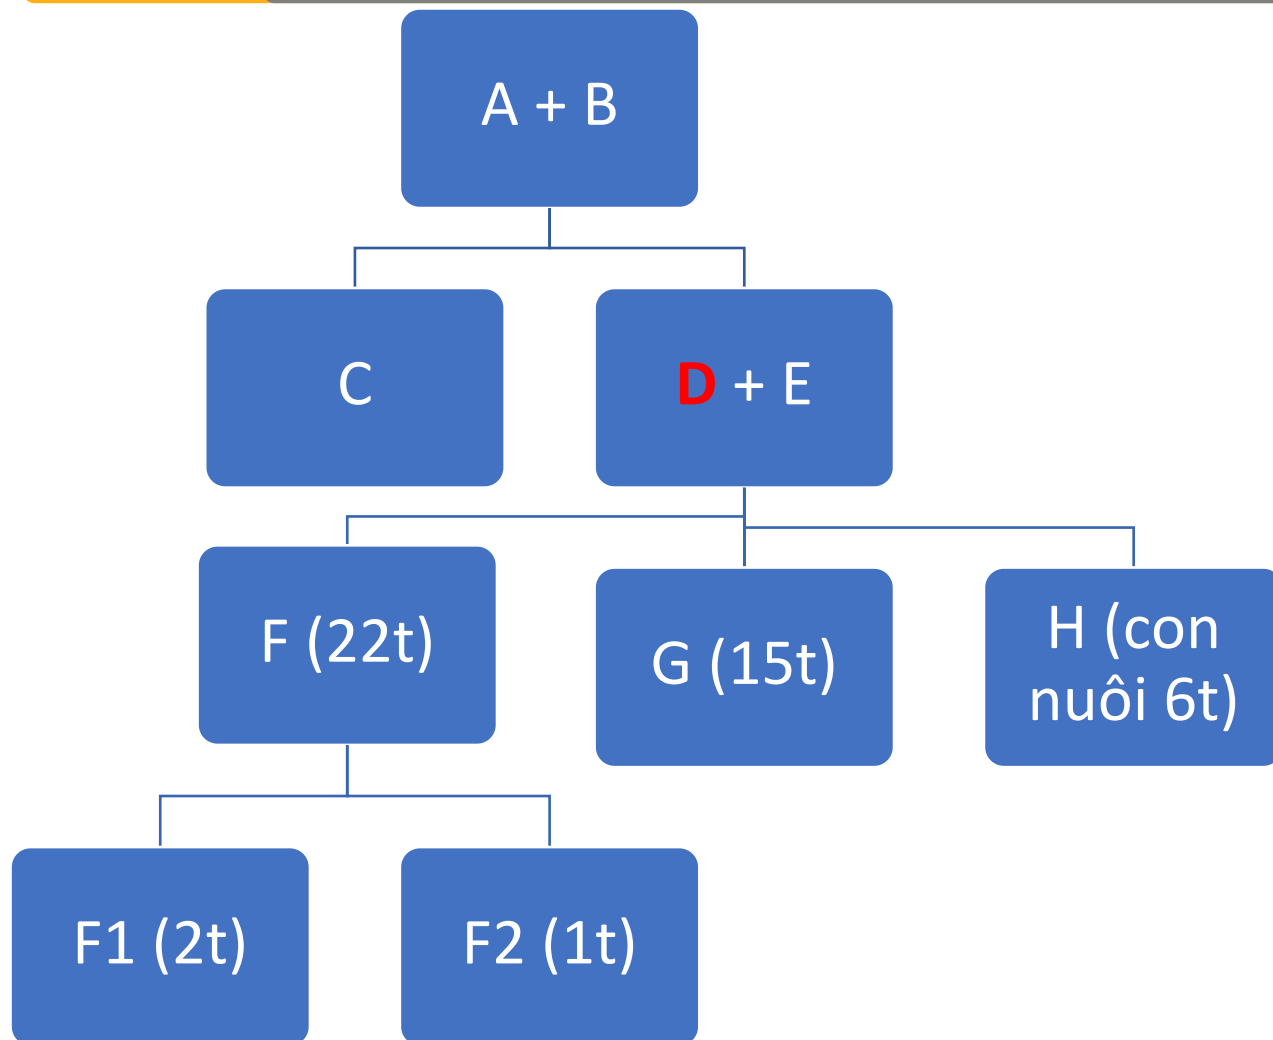 A + B
C
D + E
F (22t)
G (15t)
H (con
nuôi 6t)
F1 (2t)
F2 (1t)